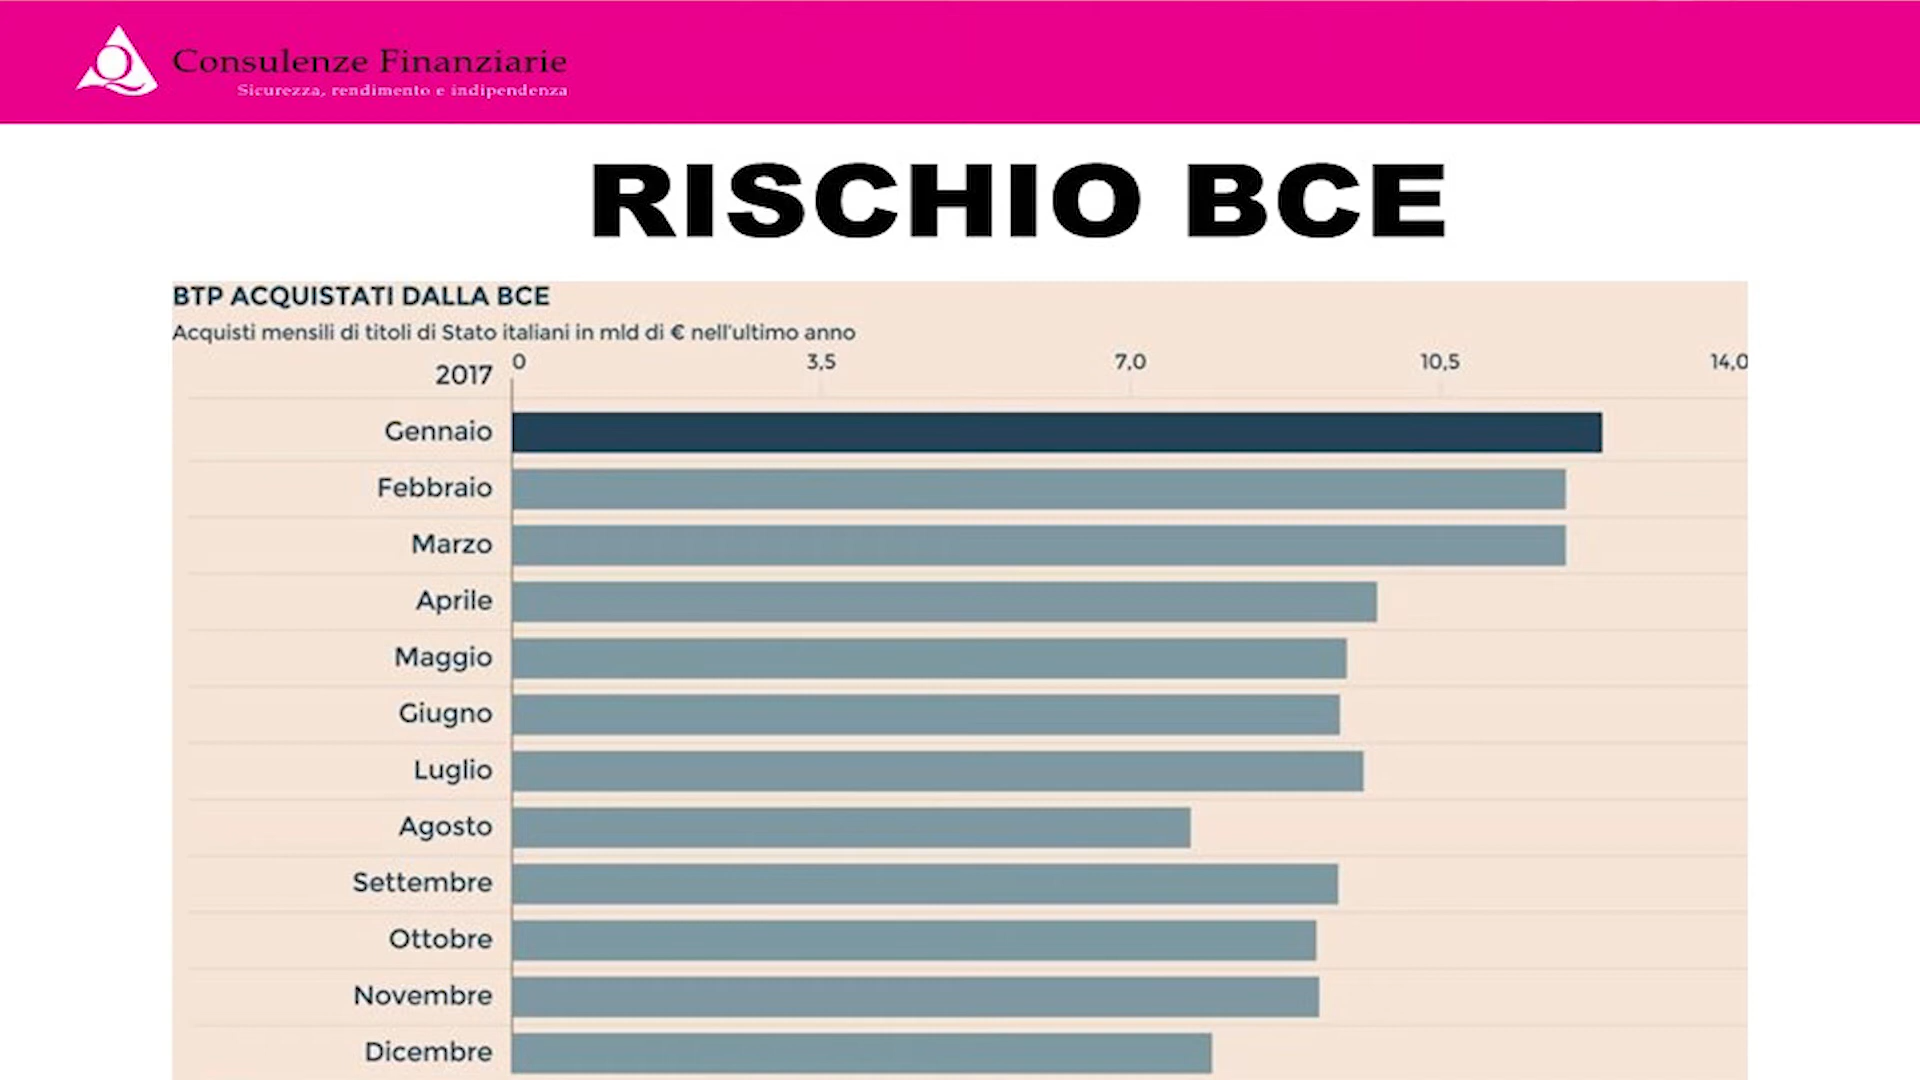 Consulenze Finanziarie
Sicurezza, rendimento e indipendenza
RISCHIO BCE
BTP ACQUISTATI DALLA BCE
Acquisti mensili di titoli di Stato italiani in mld di € nell'ultimo anno
2017 0 3,5 7,0 10,5 14,0
Gennaio
Febbraio
Marzo
Aprile
Maggio
Giugno
Luglio
Agosto
Settembre
Ottobre
Novembre
Dicembre